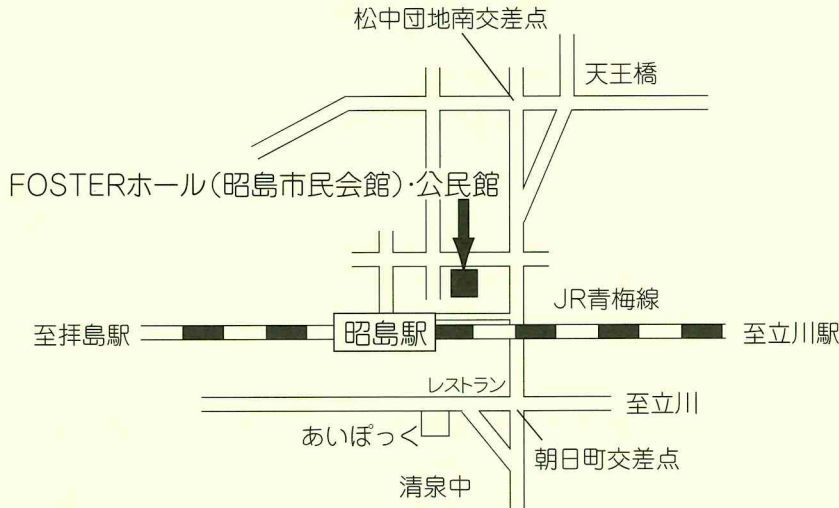 松中団地南交差点
天王橋
FOSTERホール(昭島市民会館)・公民館
JR青梅線
至拝島駅
昭島駅
至立川駅
レストラン
至立川
あいぽっく
朝日町交差点
清泉中